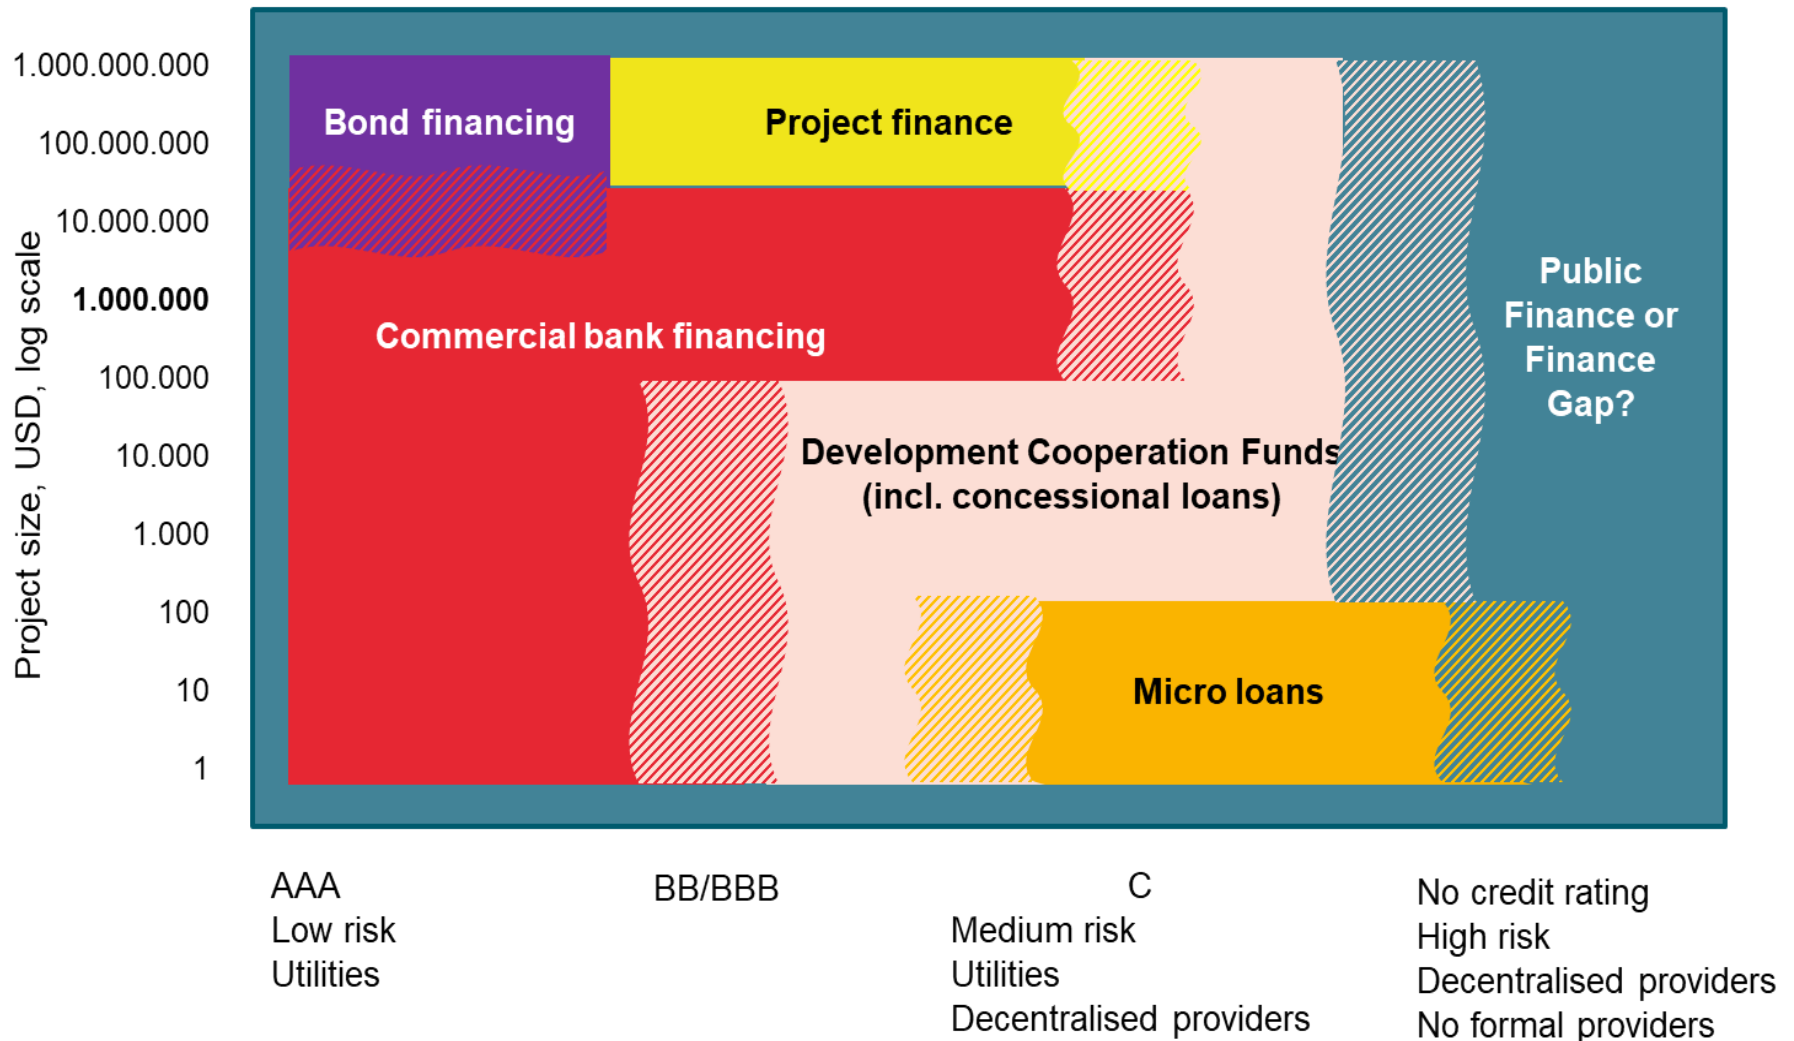 Project size, USD, log scale
1.000.000.000
100.000.000
10.000.000
1.000.000
100.000
10.000
1.000
100
10
1
Bond financing
Project finance
Commercial bank financing
Development Cooperation Funds
(incl. concessional loans)
Micro loans
Public
Finance or
Finance
Gap?
AAA
Low risk
Utilities
BB/BBB
C
Medium risk
Utilities
Decentralised providers
No credit rating
High risk
Decentralised providers
No formal providers